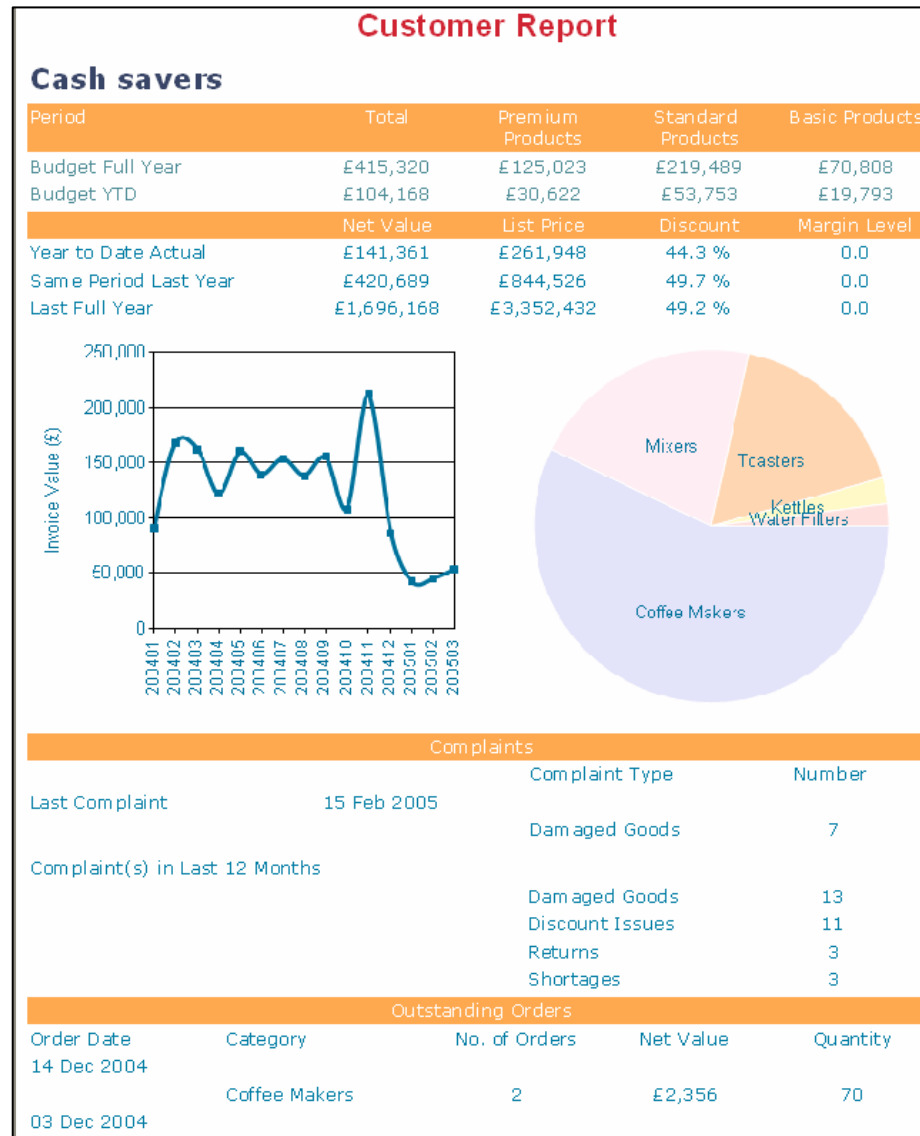 Customer Report
Cash savers
Period Total Premium Products Standard Products Basic Products
Budget Full Year £415,320 £125,023 £219,489 £70,808
Budget YTD £104,168 £30,622 £53,753 £19,793
Net Value List Price Discount Margin Level
Year to Date Actual £141,361 £261,948 44.3 % 0.0
Same Period Last Year £420,689 £844,526 49.7 % 0.0
Last Full Year £1,696,168 £3,352,432 49.2 % 0.0
Invoice Value (£)
250,000
200,000
150,000
100,000
50,000
0
200401
200402
200403
200404
200405
200406
200407
200408
200409
200410
200411
200412
200501
200502
200503
Mixers
Toasters
Kettles
Water Filters
Coffee Makers
Complaints
Complaint Type Number
Last Complaint 15 Feb 2005
Damaged Goods 7
Complaint(s) in Last 12 Months
Damaged Goods 13
Discount Issues 11
Returns 3
Shortages 3
Outstanding Orders
Order Date Category No. of Orders Net Value Quantity
14 Dec 2004
Coffee Makers 2 £2,356 70
03 Dec 2004